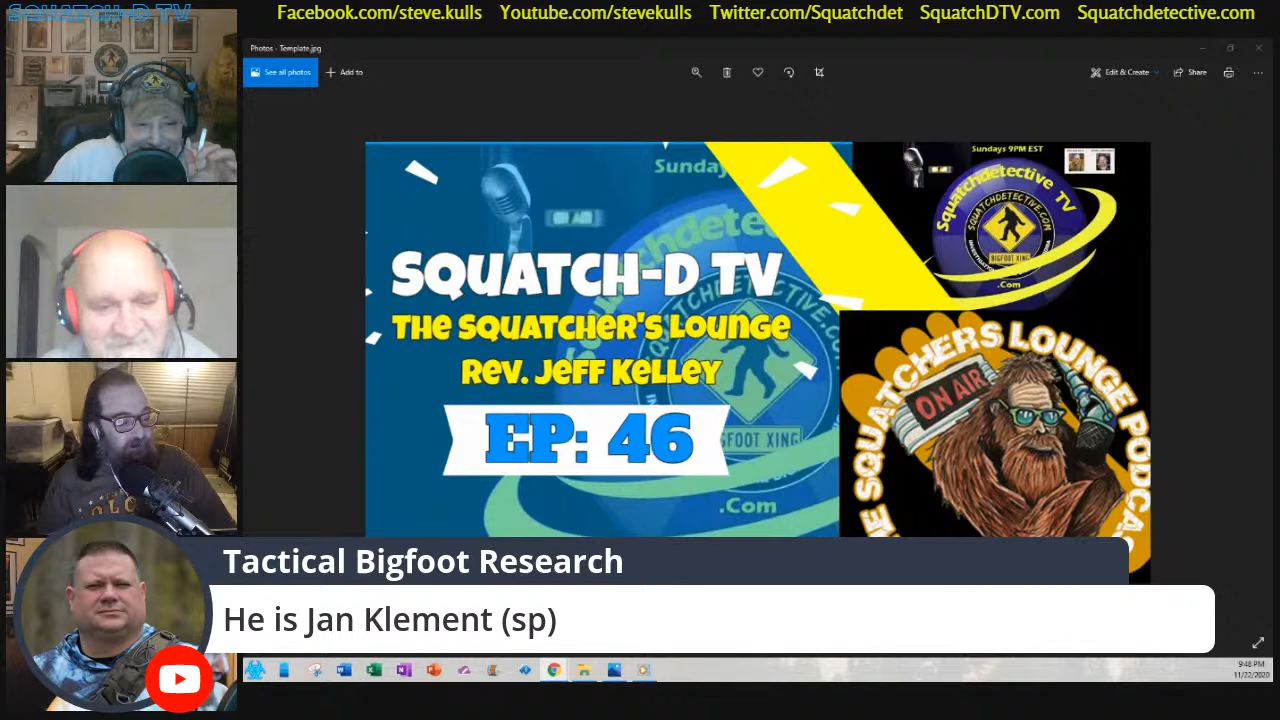 SQUATCH-D TV
Facebook.com/steve.kulls Youtube.com/stevekulls Twitter.com/Squatchdet SquatchDTV.com Squatchdetective.com
Photos - Template.jpg
See all photos Add to Edit & Create Share
Sundays 9PM EST
Sunday
Squatchdetective TV
SQUATCHDETECTIVE.COM
BIGFOOT XING
.Com
SQUATCH-D TV
THE SQUATCHER'S LOUNGE
REV. JEFF KELLEY
EP: 46
FOOT XING
.Com
THE SQUATCHERS LOUNGE PODCAS
ON AIR
Tactical Bigfoot Research
He is Jan Klement (sp)
9:48 PM
11/22/2020